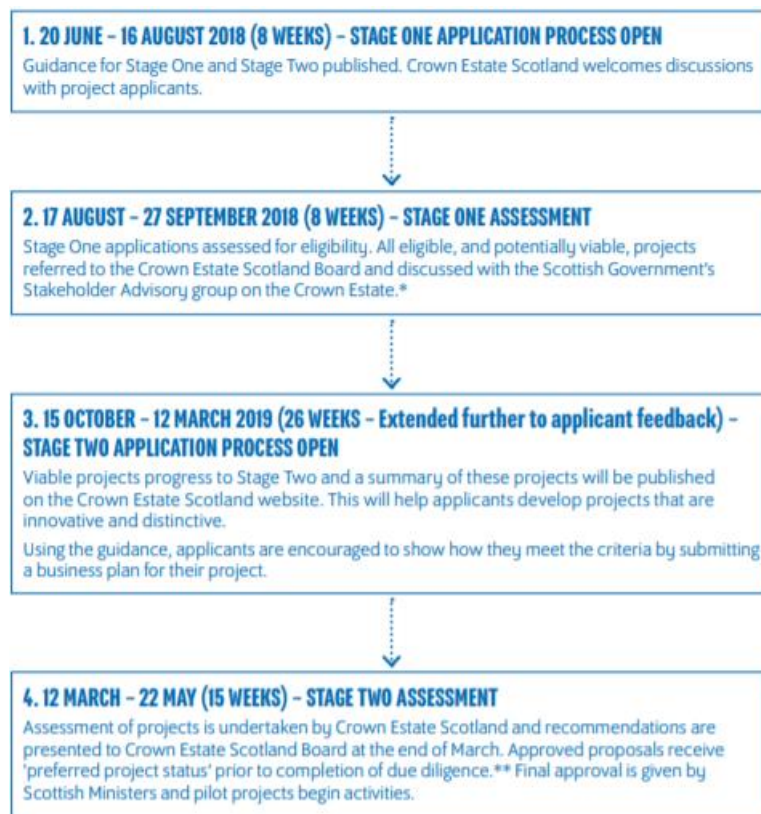 1. 20 JUNE – 16 AUGUST 2018 (8 WEEKS) – STAGE ONE APPLICATION PROCESS OPEN
Guidance for Stage One and Stage Two published. Crown Estate Scotland welcomes discussions
with project applicants.
2. 17 AUGUST – 27 SEPTEMBER 2018 (8 WEEKS) – STAGE ONE ASSESSMENT
Stage One applications assessed for eligibility. All eligible, and potentially viable, projects
referred to the Crown Estate Scotland Board and discussed with the Scottish Government's
Stakeholder Advisory group on the Crown Estate.*
3. 15 OCTOBER – 12 MARCH 2019 (26 WEEKS – Extended further to applicant feedback) –
STAGE TWO APPLICATION PROCESS OPEN
Viable projects progress to Stage Two and a summary of these projects will be published
on the Crown Estate Scotland website. This will help applicants develop projects that are
innovative and distinctive.
Using the guidance, applicants are encouraged to show how they meet the criteria by submitting
a business plan for their project.
4. 12 MARCH – 22 MAY (15 WEEKS) – STAGE TWO ASSESSMENT
Assessment of projects is undertaken by Crown Estate Scotland and recommendations are
presented to Crown Estate Scotland Board at the end of March. Approved proposals receive
'preferred project status' prior to completion of due diligence.** Final approval is given by
Scottish Ministers and pilot projects begin activities.